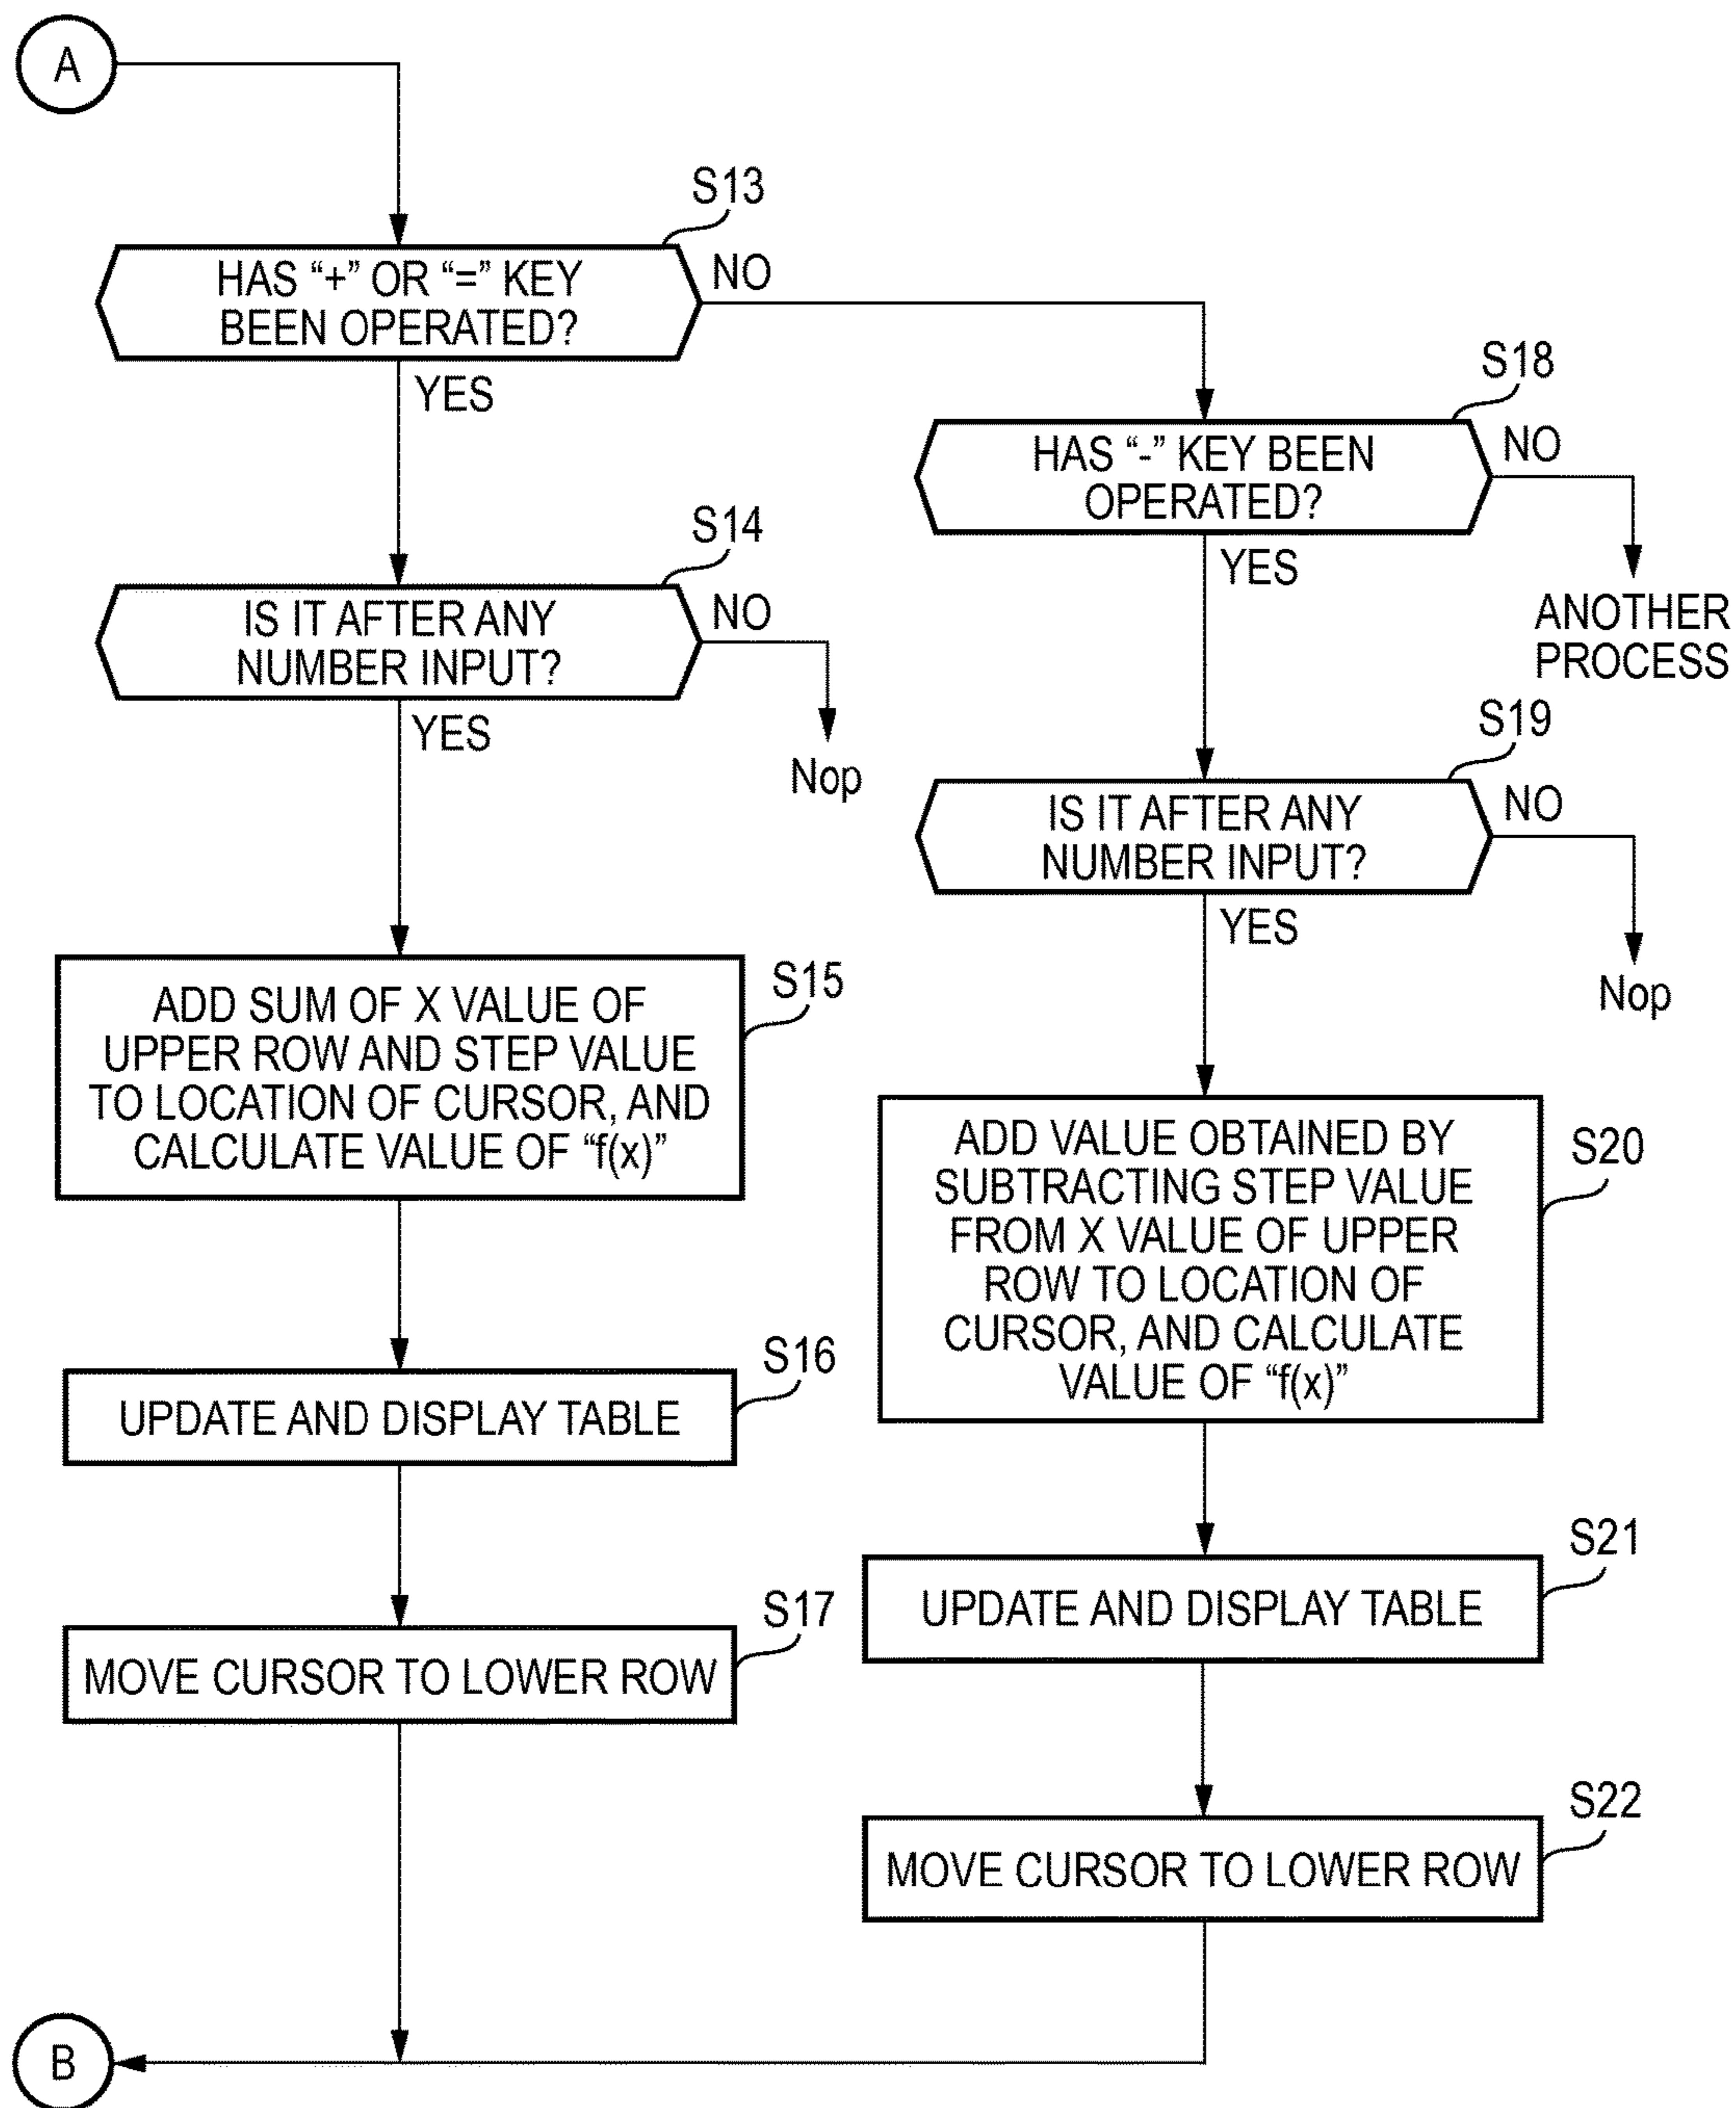 A
S13
HAS “+” OR “=” KEY
BEEN OPERATED?
NO
YES
S14
IS IT AFTER ANY
NUMBER INPUT?
NO
Nop
YES
S15
ADD SUM OF X VALUE OF
UPPER ROW AND STEP VALUE
TO LOCATION OF CURSOR, AND
CALCULATE VALUE OF “f(x)”
S16
UPDATE AND DISPLAY TABLE
S17
MOVE CURSOR TO LOWER ROW
S18
HAS “-” KEY BEEN
OPERATED?
NO
ANOTHER
PROCESS
YES
S19
IS IT AFTER ANY
NUMBER INPUT?
NO
Nop
YES
S20
ADD VALUE OBTAINED BY
SUBTRACTING STEP VALUE
FROM X VALUE OF UPPER
ROW TO LOCATION OF
CURSOR, AND CALCULATE
VALUE OF “f(x)”
S21
UPDATE AND DISPLAY TABLE
S22
MOVE CURSOR TO LOWER ROW
B